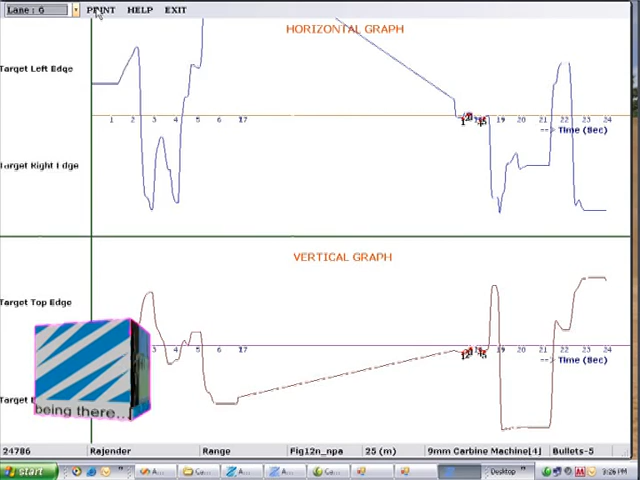 Lane : G PRINT HELP EXIT
HORIZONTAL GRAPH
Target Left Edge
1 2 3 4 5 6 17 19 20 21 22 23 24
--> Time (Sec)
Target Right Edge
VERTICAL GRAPH
Target Top Edge
3 4 5 6 17 19 20 21 22 23 24
--> Time (Sec)
Target
being there...
24786 Rajender Range Fig12n_npa 25 (m) 9mm Carbine Machine[4] Bullets-5
start Desktop 3:26 PM